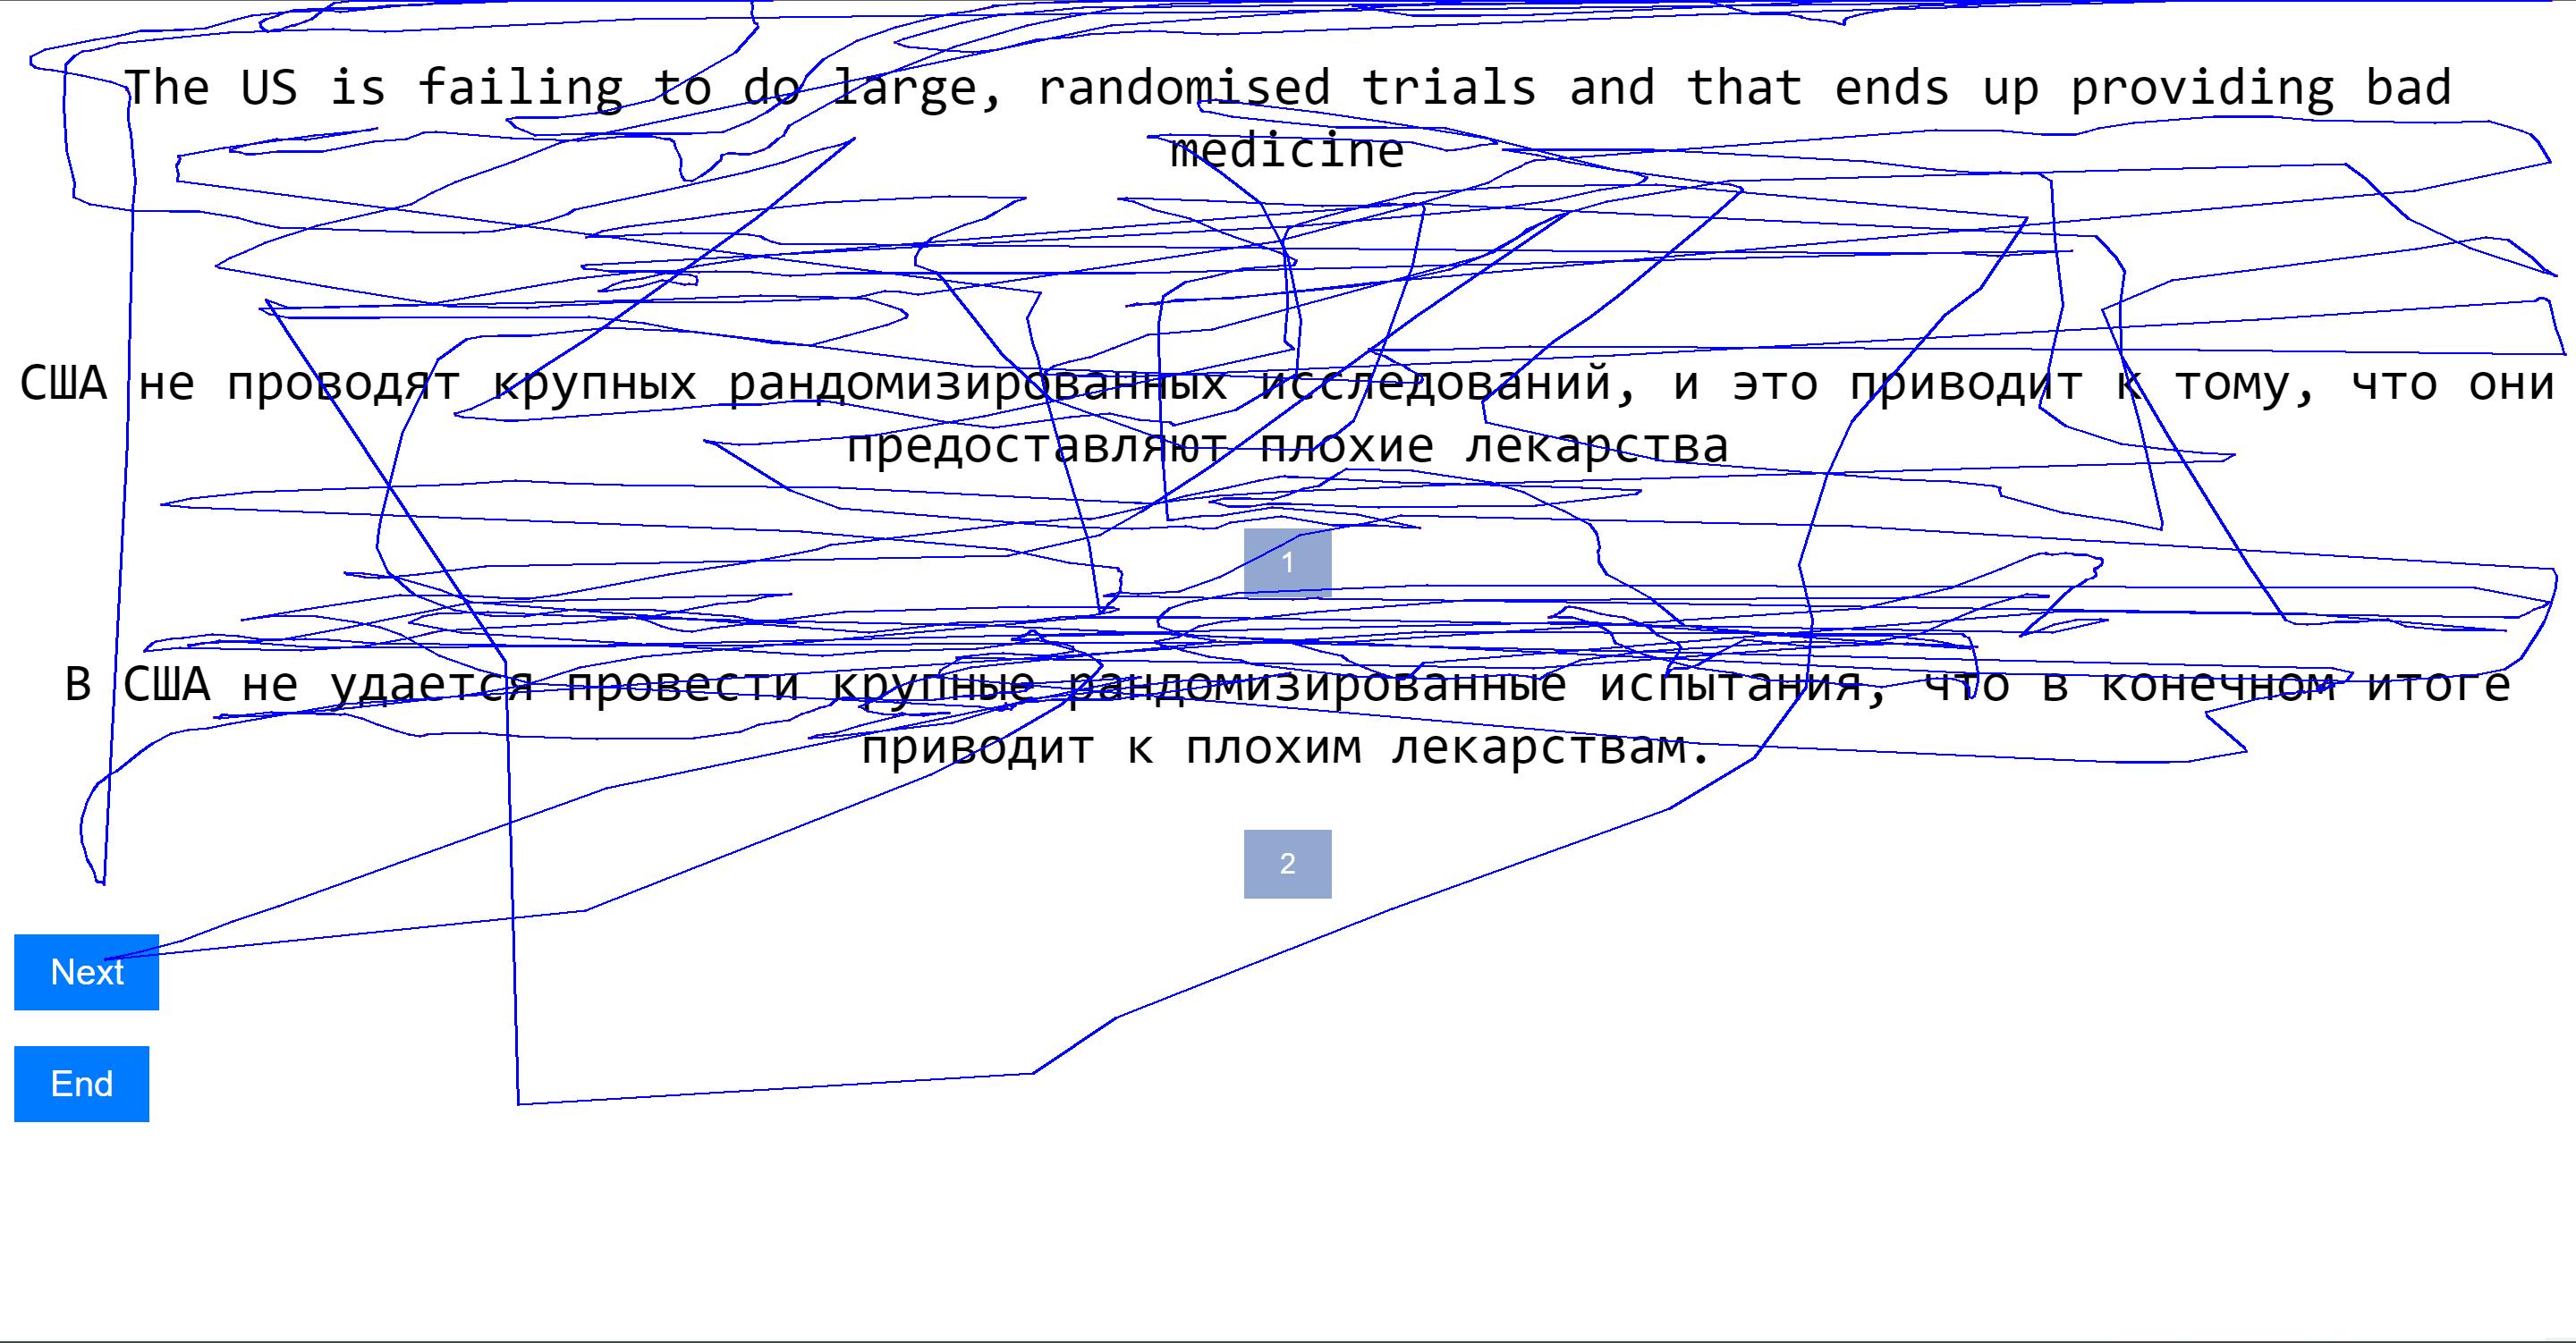 The US is failing to do large, randomised trials and that ends up providing bad
medicine
США не проводят крупных рандомизированных исследований, и это приводит к тому, что они
предоставляют плохие лекарства
1
В США не удается провести крупные рандомизированные испытания, что в конечном итоге
приводит к плохим лекарствам.
2
Next
End